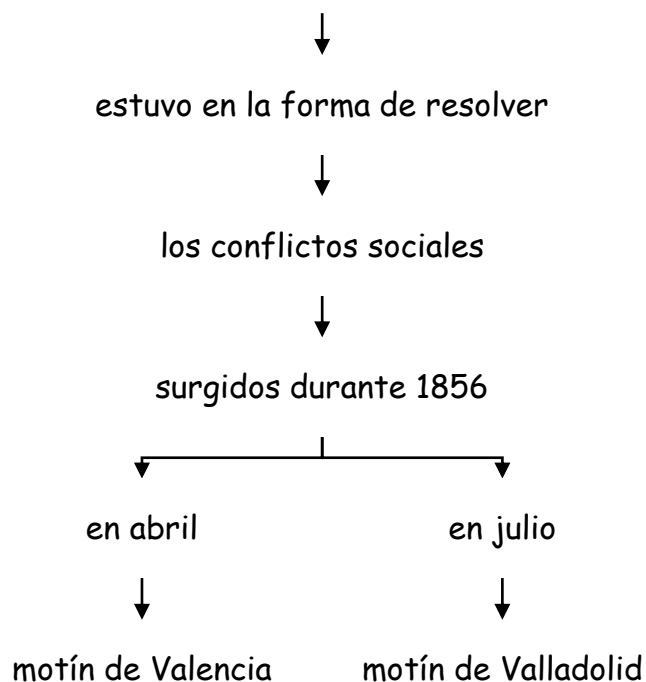 estuvo en la forma de resolver
los conflictos sociales
surgidos durante 1856
en abril
en julio
motín de Valencia
motín de Valladolid